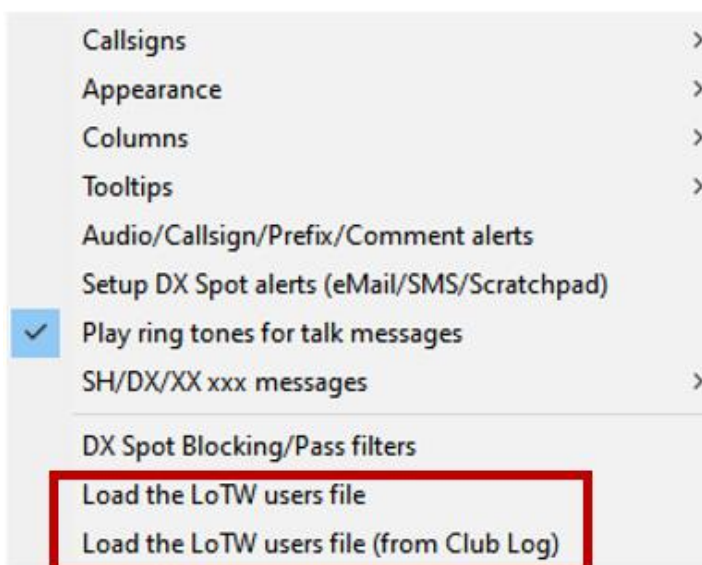 Callsigns
Appearance
Columns
Tooltips
Audio/Callsign/Prefix/Comment alerts
Setup DX Spot alerts (eMail/SMS/Scratchpad)
Play ring tones for talk messages
SH/DX/XX xxx messages
DX Spot Blocking/Pass filters
Load the LoTW users file
Load the LoTW users file (from Club Log)